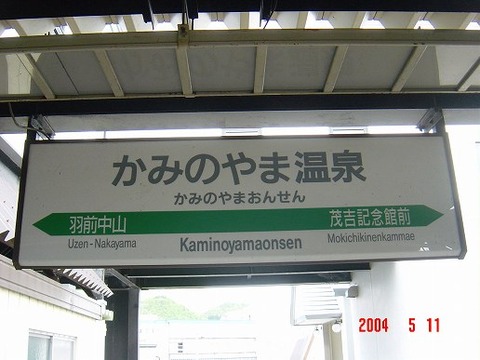 かみのやま温泉
かみのやまおんせん
羽前中山
茂吉記念館前
Uzen-Nakayama
Kaminoyamaonsen
Mokichikinenkammae
2004 5 11